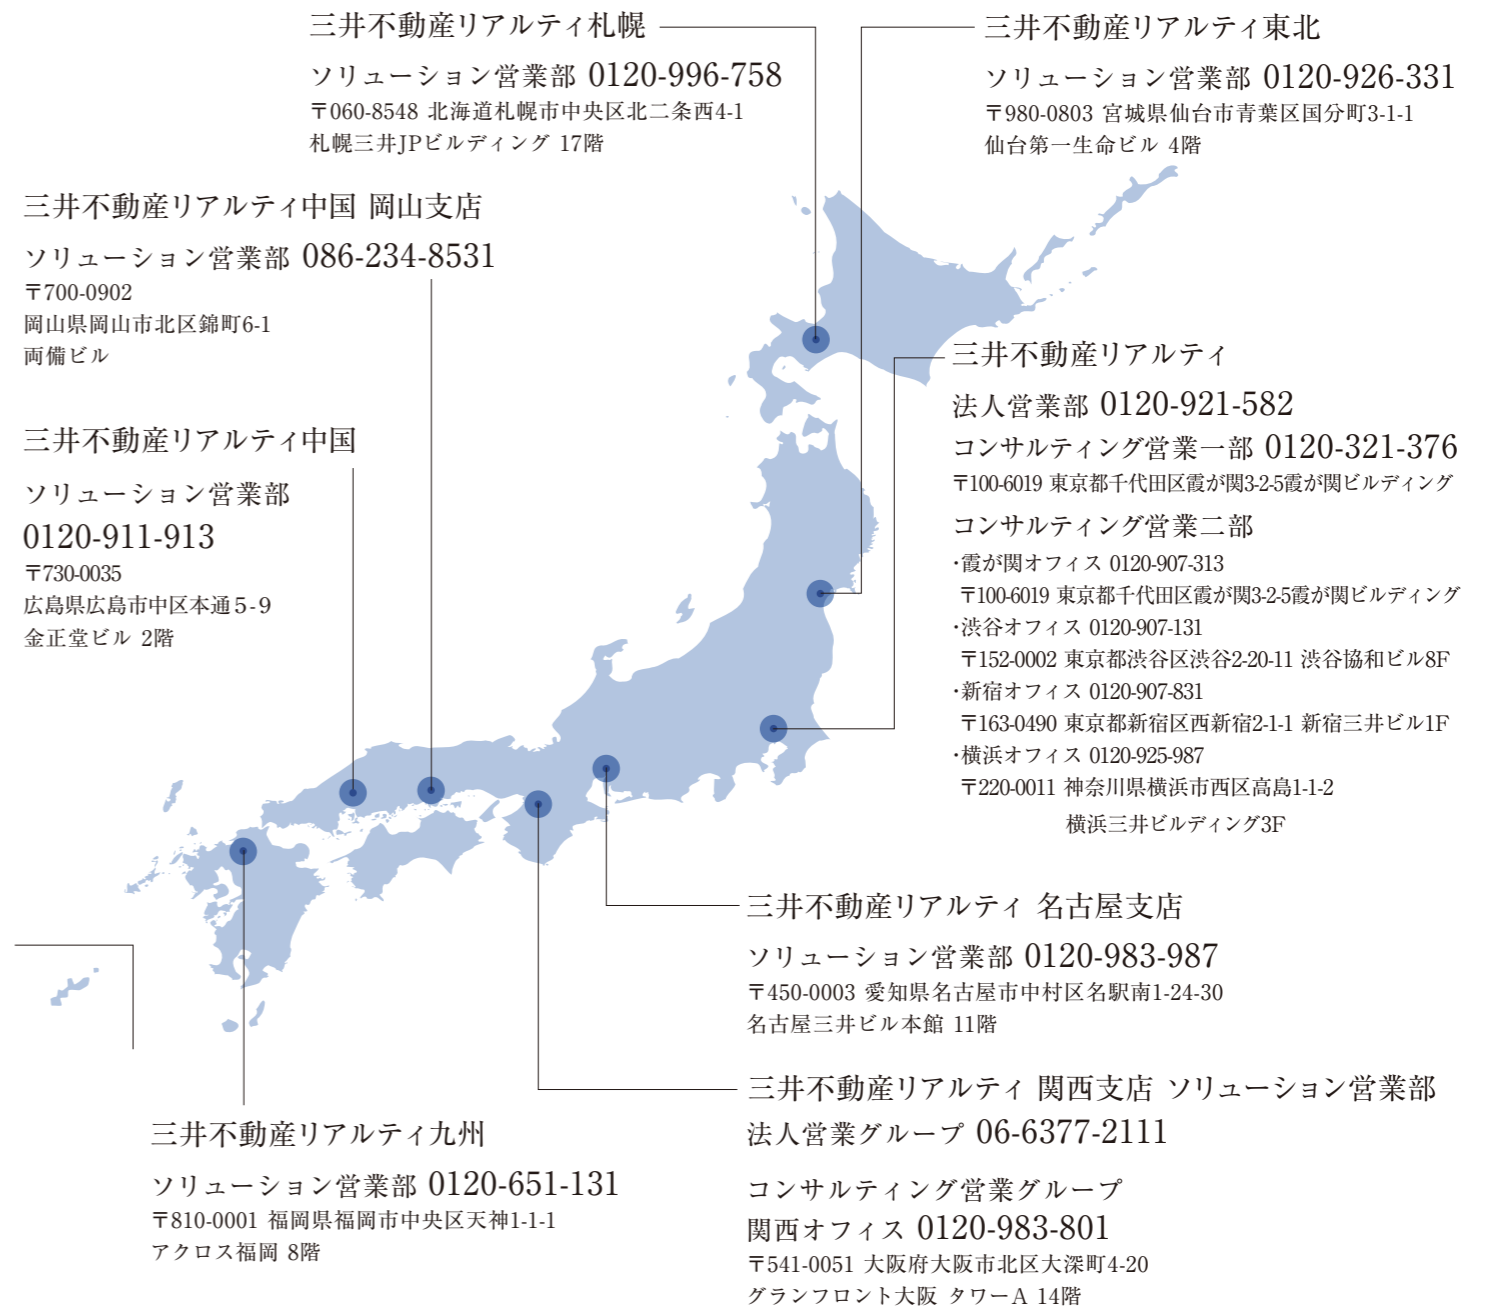 三井不動産リアルティ札幌
ソリューション営業部 0120-996-758
〒060-8548 北海道札幌市中央区北二条西4-1
札幌三井JPビルディング 17階
三井不動産リアルティ東北
ソリューション営業部 0120-926-331
〒980-0803 宮城県仙台市青葉区国分町3-1-1
仙台第一生命ビル 4階
三井不動産リアルティ中国 岡山支店
ソリューション営業部 086-234-8531
〒700-0902
岡山県岡山市北区錦町6-1
両備ビル
三井不動産リアルティ中国
ソリューション営業部
0120-911-913
〒730-0035
広島県広島市中区本通5-9
金正堂ビル 2階
三井不動産リアルティ
法人営業部 0120-921-582
コンサルティング営業一部 0120-321-376
〒100-6019 東京都千代田区霞が関3-2-5霞が関ビルディング
コンサルティング営業二部
・霞が関オフィス 0120-907-313
〒100-6019 東京都千代田区霞が関3-2-5霞が関ビルディング
・渋谷オフィス 0120-907-131
〒152-0002 東京都渋谷区渋谷2-20-11 渋谷協和ビル8F
・新宿オフィス 0120-907-831
〒163-0490 東京都新宿区西新宿2-1-1 新宿三井ビル1F
・横浜オフィス 0120-925-987
〒220-0011 神奈川県横浜市西区高島1-1-2
横浜三井ビルディング3F
三井不動産リアルティ 名古屋支店
ソリューション営業部 0120-983-987
〒450-0003 愛知県名古屋市中村区名駅南1-24-30
名古屋三井ビル本館 11階
三井不動産リアルティ 関西支店 ソリューション営業部
法人営業グループ 06-6377-2111
コンサルティング営業グループ
関西オフィス 0120-983-801
〒541-0051 大阪府大阪市北区大深町4-20
グランフロント大阪 タワーA 14階
三井不動産リアルティ九州
ソリューション営業部 0120-651-131
〒810-0001 福岡県福岡市中央区天神1-1-1
アクロス福岡 8階